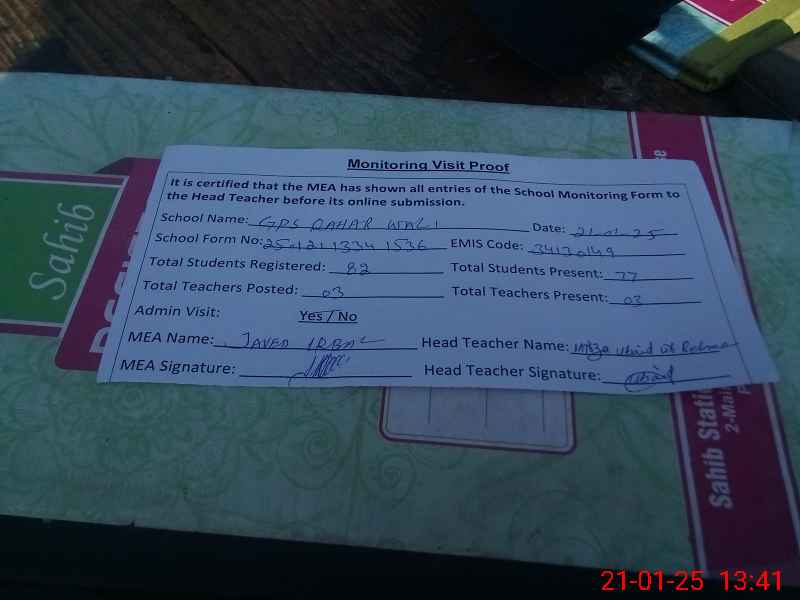 Monitoring Visit Proof
It is certified that the MEA has shown all entries of the School Monitoring Form to
the Head Teacher before its online submission.
School Name: GPS DAHAR WALI Date: 21-01-25
School Form No: EMIS Code: 34130149
Total Students Registered: 82 Total Students Present: 77
Total Teachers Posted: 03 Total Teachers Present: 03
Admin Visit: Yes / No
MEA Name: JAVED IQBAL Head Teacher Name:
MEA Signature: Head Teacher Signature:
Sahib
Sahib Stati
2-Mai
21-01-25 13:41